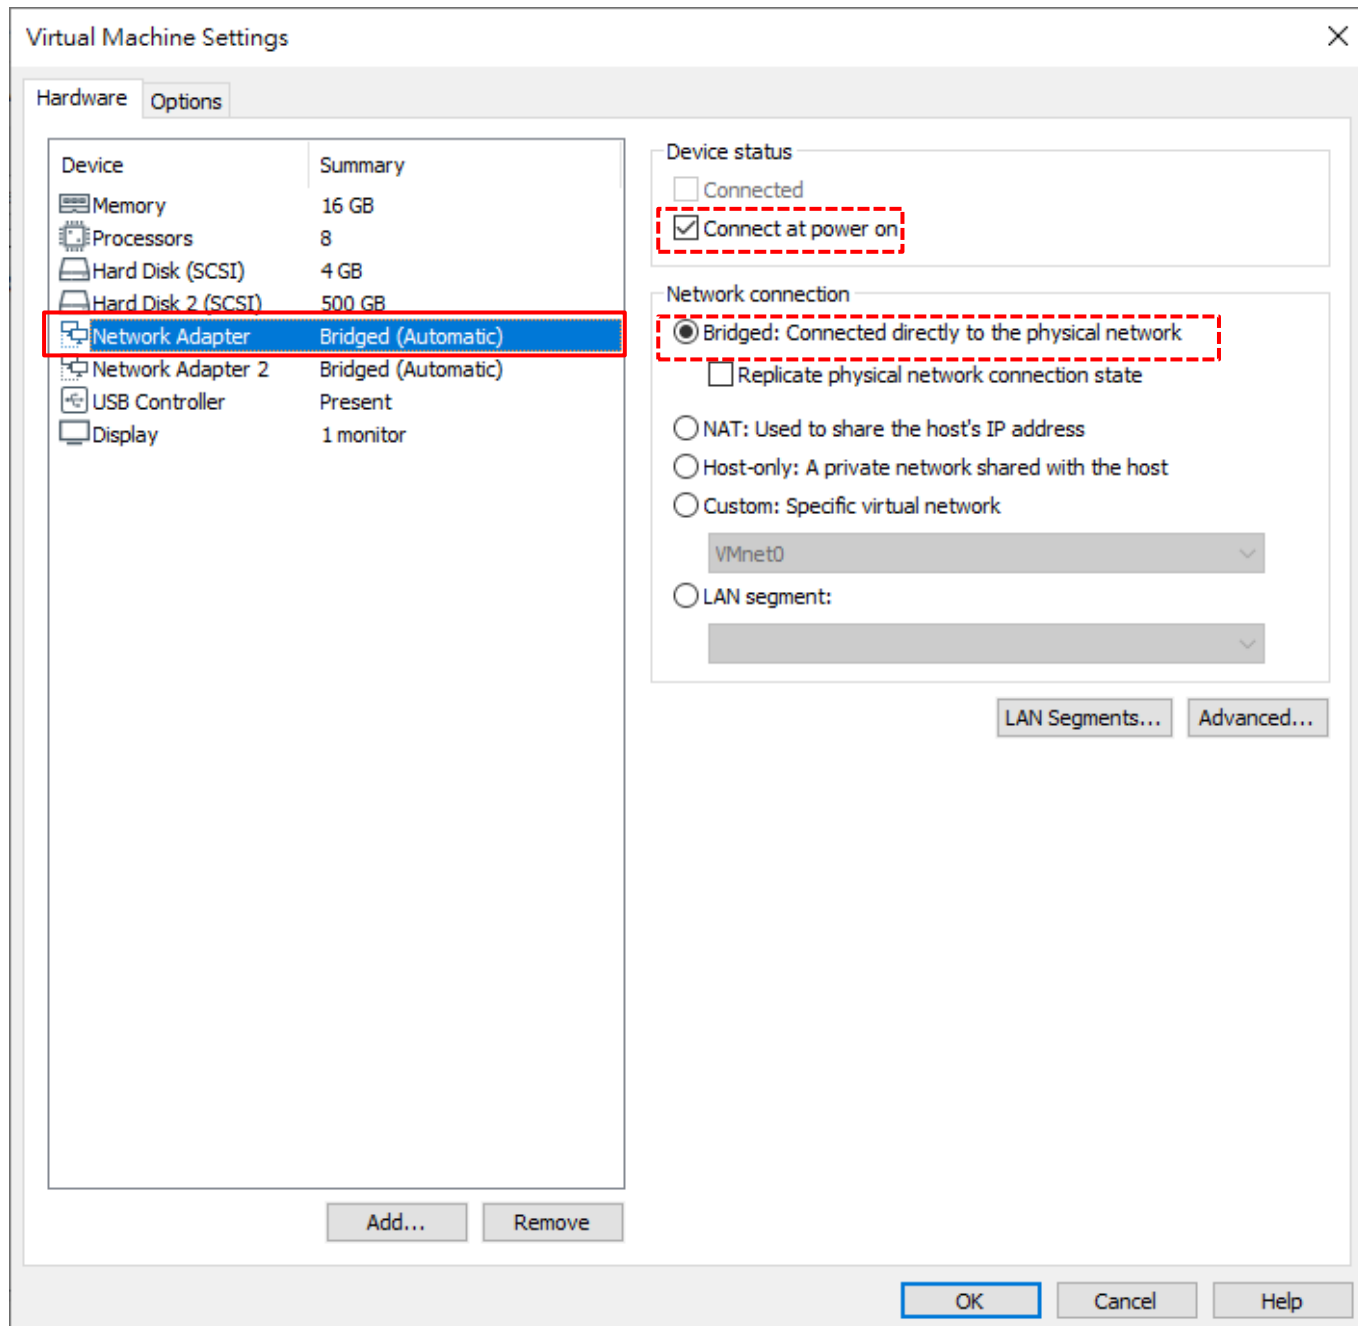 Virtual Machine Settings
Hardware Options
Device Summary
Memory 16 GB
Processors 8
Hard Disk (SCSI) 4 GB
Hard Disk 2 (SCSI) 500 GB
Network Adapter Bridged (Automatic)
Network Adapter 2 Bridged (Automatic)
USB Controller Present
Display 1 monitor
Add... Remove
Device status
Connected
Connect at power on
Network connection
Bridged: Connected directly to the physical network
Replicate physical network connection state
NAT: Used to share the host's IP address
Host-only: A private network shared with the host
Custom: Specific virtual network
VMnet0
LAN segment:
LAN Segments... Advanced...
OK Cancel Help